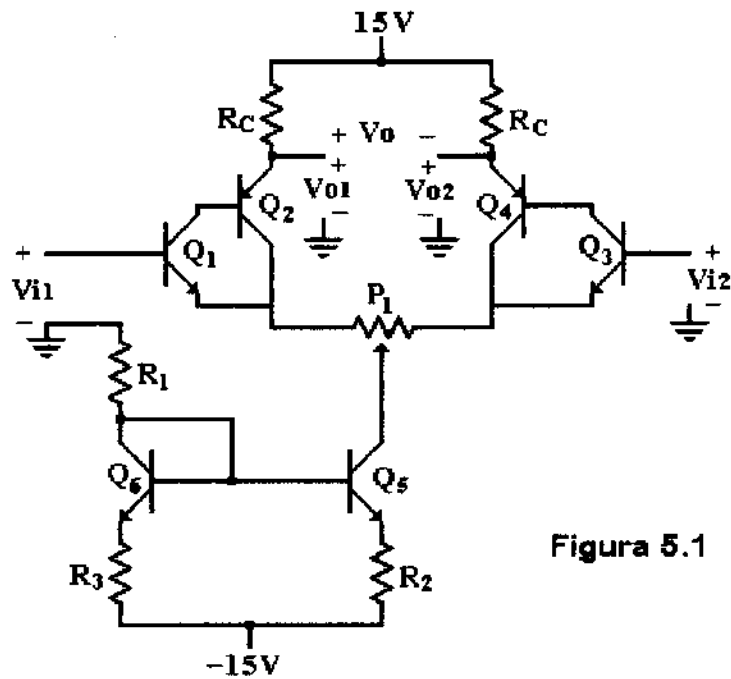 15V
RC + Vo − RC
+ +
Vo1 Vo2
− −
Q2 Q4
+ Q1 Q3 +
Vi1 P1 Vi2
− −
R1
Q6 Q5
R3 R2
Figura 5.1
−15V